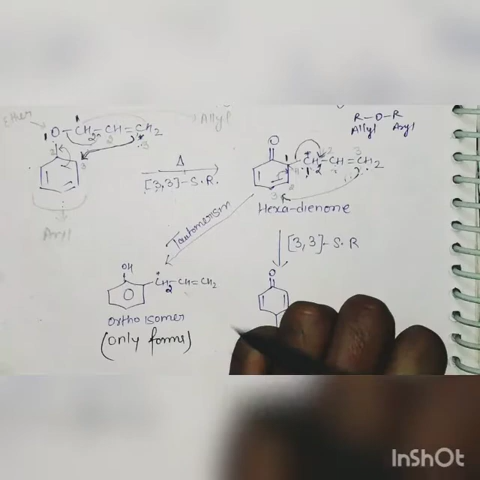 Ether
O-CH₂-CH=CH₂
Allyl
R-O-R
Allyl Aryl
Aryl
Δ
[3,3]-S.R.
O
CH₂-CH=CH₂
Hexa-dienone
Tautomerism
[3,3]-S.R
OH
CH₂-CH=CH₂
Ortho isomer
(only forms)
O
InShOt